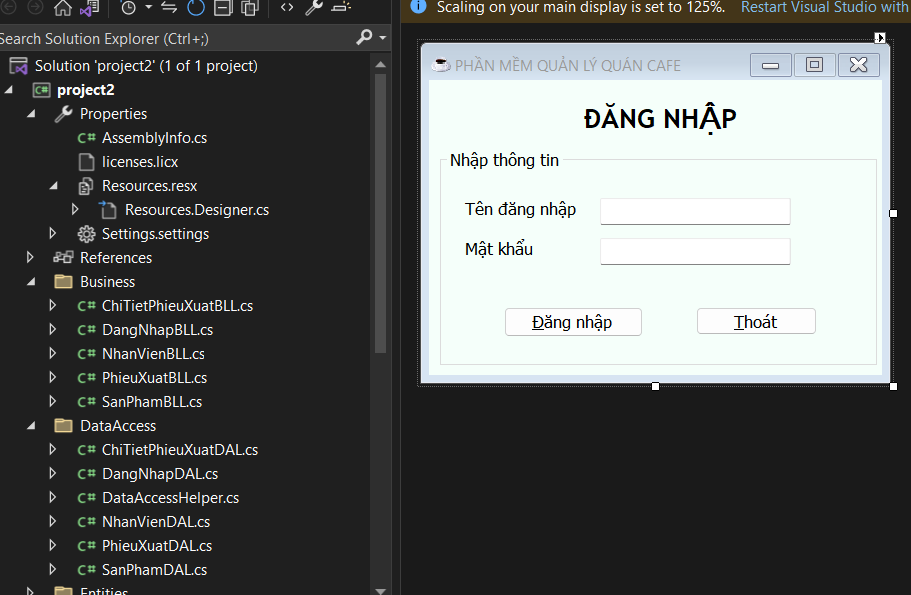 Search Solution Explorer (Ctrl+;)
Solution 'project2' (1 of 1 project)
project2
Properties
AssemblyInfo.cs
licenses.licx
Resources.resx
Resources.Designer.cs
Settings.settings
References
Business
ChiTietPhieuXuatBLL.cs
DangNhapBLL.cs
NhanVienBLL.cs
PhieuXuatBLL.cs
SanPhamBLL.cs
DataAccess
ChiTietPhieuXuatDAL.cs
DangNhapDAL.cs
DataAccessHelper.cs
NhanVienDAL.cs
PhieuXuatDAL.cs
SanPhamDAL.cs
Entities
Scaling on your main display is set to 125%. Restart Visual Studio with
PHẦN MỀM QUẢN LÝ QUÁN CAFE
ĐĂNG NHẬP
Nhập thông tin
Tên đăng nhập
Mật khẩu
Đăng nhập
Thoát